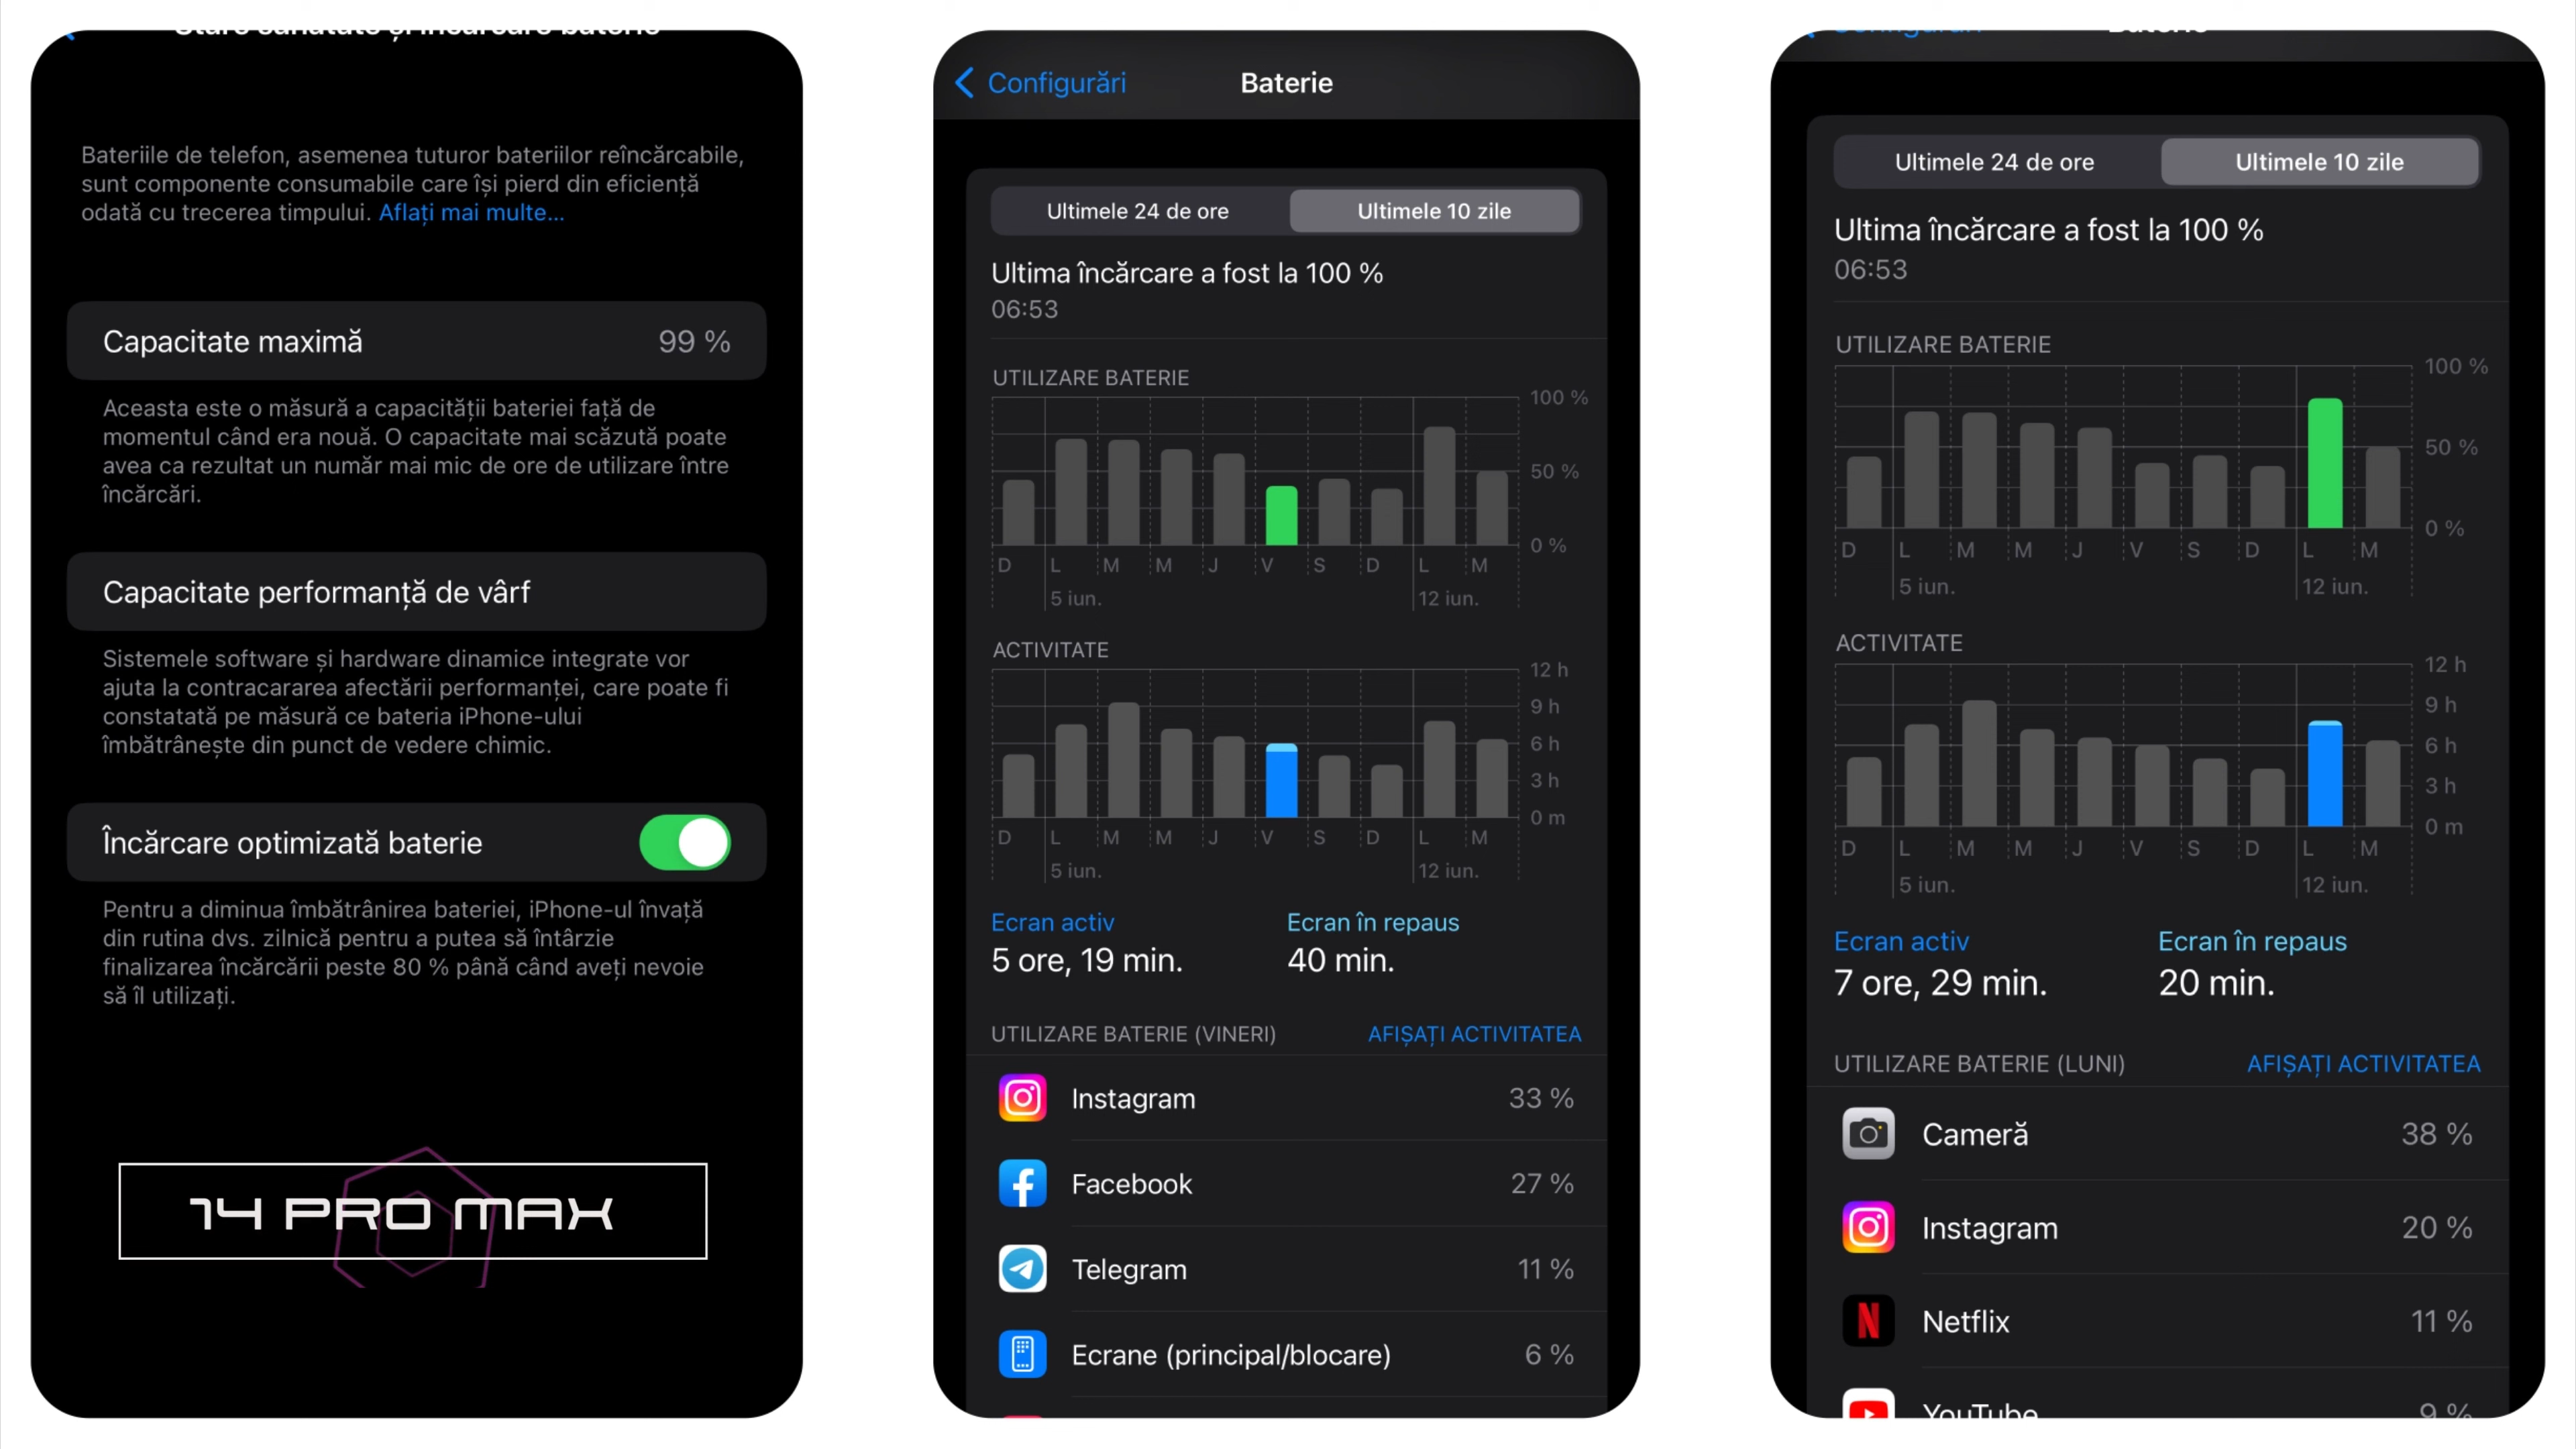 Stare sănătate și încărcare baterie
Bateriile de telefon, asemenea tuturor bateriilor reîncărcabile,
sunt componente consumabile care își pierd din eficiență
odată cu trecerea timpului. Aflați mai multe...
Capacitate maximă 99 %
Aceasta este o măsură a capacității bateriei față de
momentul când era nouă. O capacitate mai scăzută poate
avea ca rezultat un număr mai mic de ore de utilizare între
încărcări.
Capacitate performanță de vârf
Sistemele software și hardware dinamice integrate vor
ajuta la contracararea afectării performanței, care poate fi
constatată pe măsură ce bateria iPhone-ului
îmbătrânește din punct de vedere chimic.
Încărcare optimizată baterie
Pentru a diminua îmbătrânirea bateriei, iPhone-ul învață
din rutina dvs. zilnică pentru a putea să întârzie
finalizarea încărcării peste 80 % până când aveți nevoie
să îl utilizați.
14 PRO MAX
Configurări Baterie
Ultimele 24 de ore Ultimele 10 zile
Ultima încărcare a fost la 100 %
06:53
UTILIZARE BATERIE
100 %
50 %
0 %
D L M M J V S D L M
5 iun. 12 iun.
ACTIVITATE
12 h
9 h
6 h
3 h
0 m
D L M M J V S D L M
5 iun. 12 iun.
Ecran activ Ecran în repaus
5 ore, 19 min. 40 min.
UTILIZARE BATERIE (VINERI) AFIȘAȚI ACTIVITATEA
Instagram 33 %
Facebook 27 %
Telegram 11 %
Ecrane (principal/blocare) 6 %
Configurări Baterie
Ultimele 24 de ore Ultimele 10 zile
Ultima încărcare a fost la 100 %
06:53
UTILIZARE BATERIE
100 %
50 %
0 %
D L M M J V S D L M
5 iun. 12 iun.
ACTIVITATE
12 h
9 h
6 h
3 h
0 m
D L M M J V S D L M
5 iun. 12 iun.
Ecran activ Ecran în repaus
7 ore, 29 min. 20 min.
UTILIZARE BATERIE (LUNI) AFIȘAȚI ACTIVITATEA
Cameră 38 %
Instagram 20 %
Netflix 11 %
YouTube 9 %